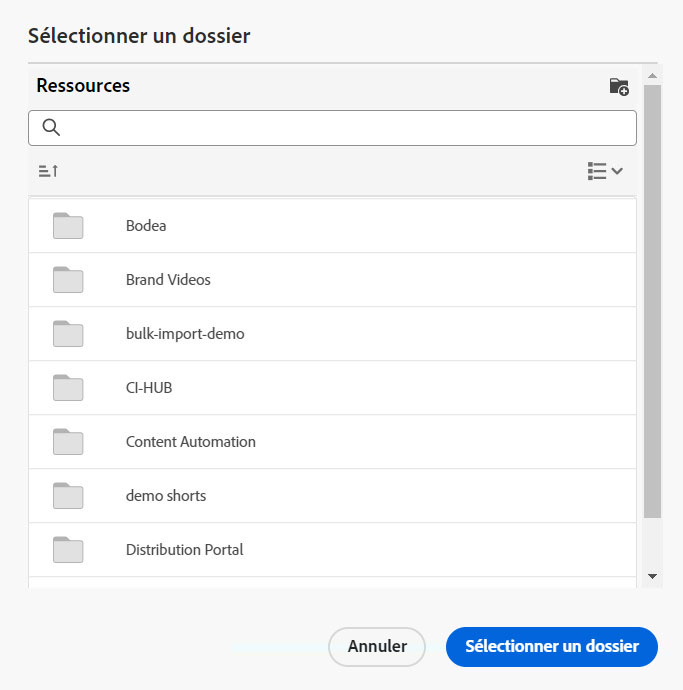 Sélectionner un dossier
Ressources
Bodea
Brand Videos
bulk-import-demo
CI-HUB
Content Automation
demo shorts
Distribution Portal
Annuler
Sélectionner un dossier